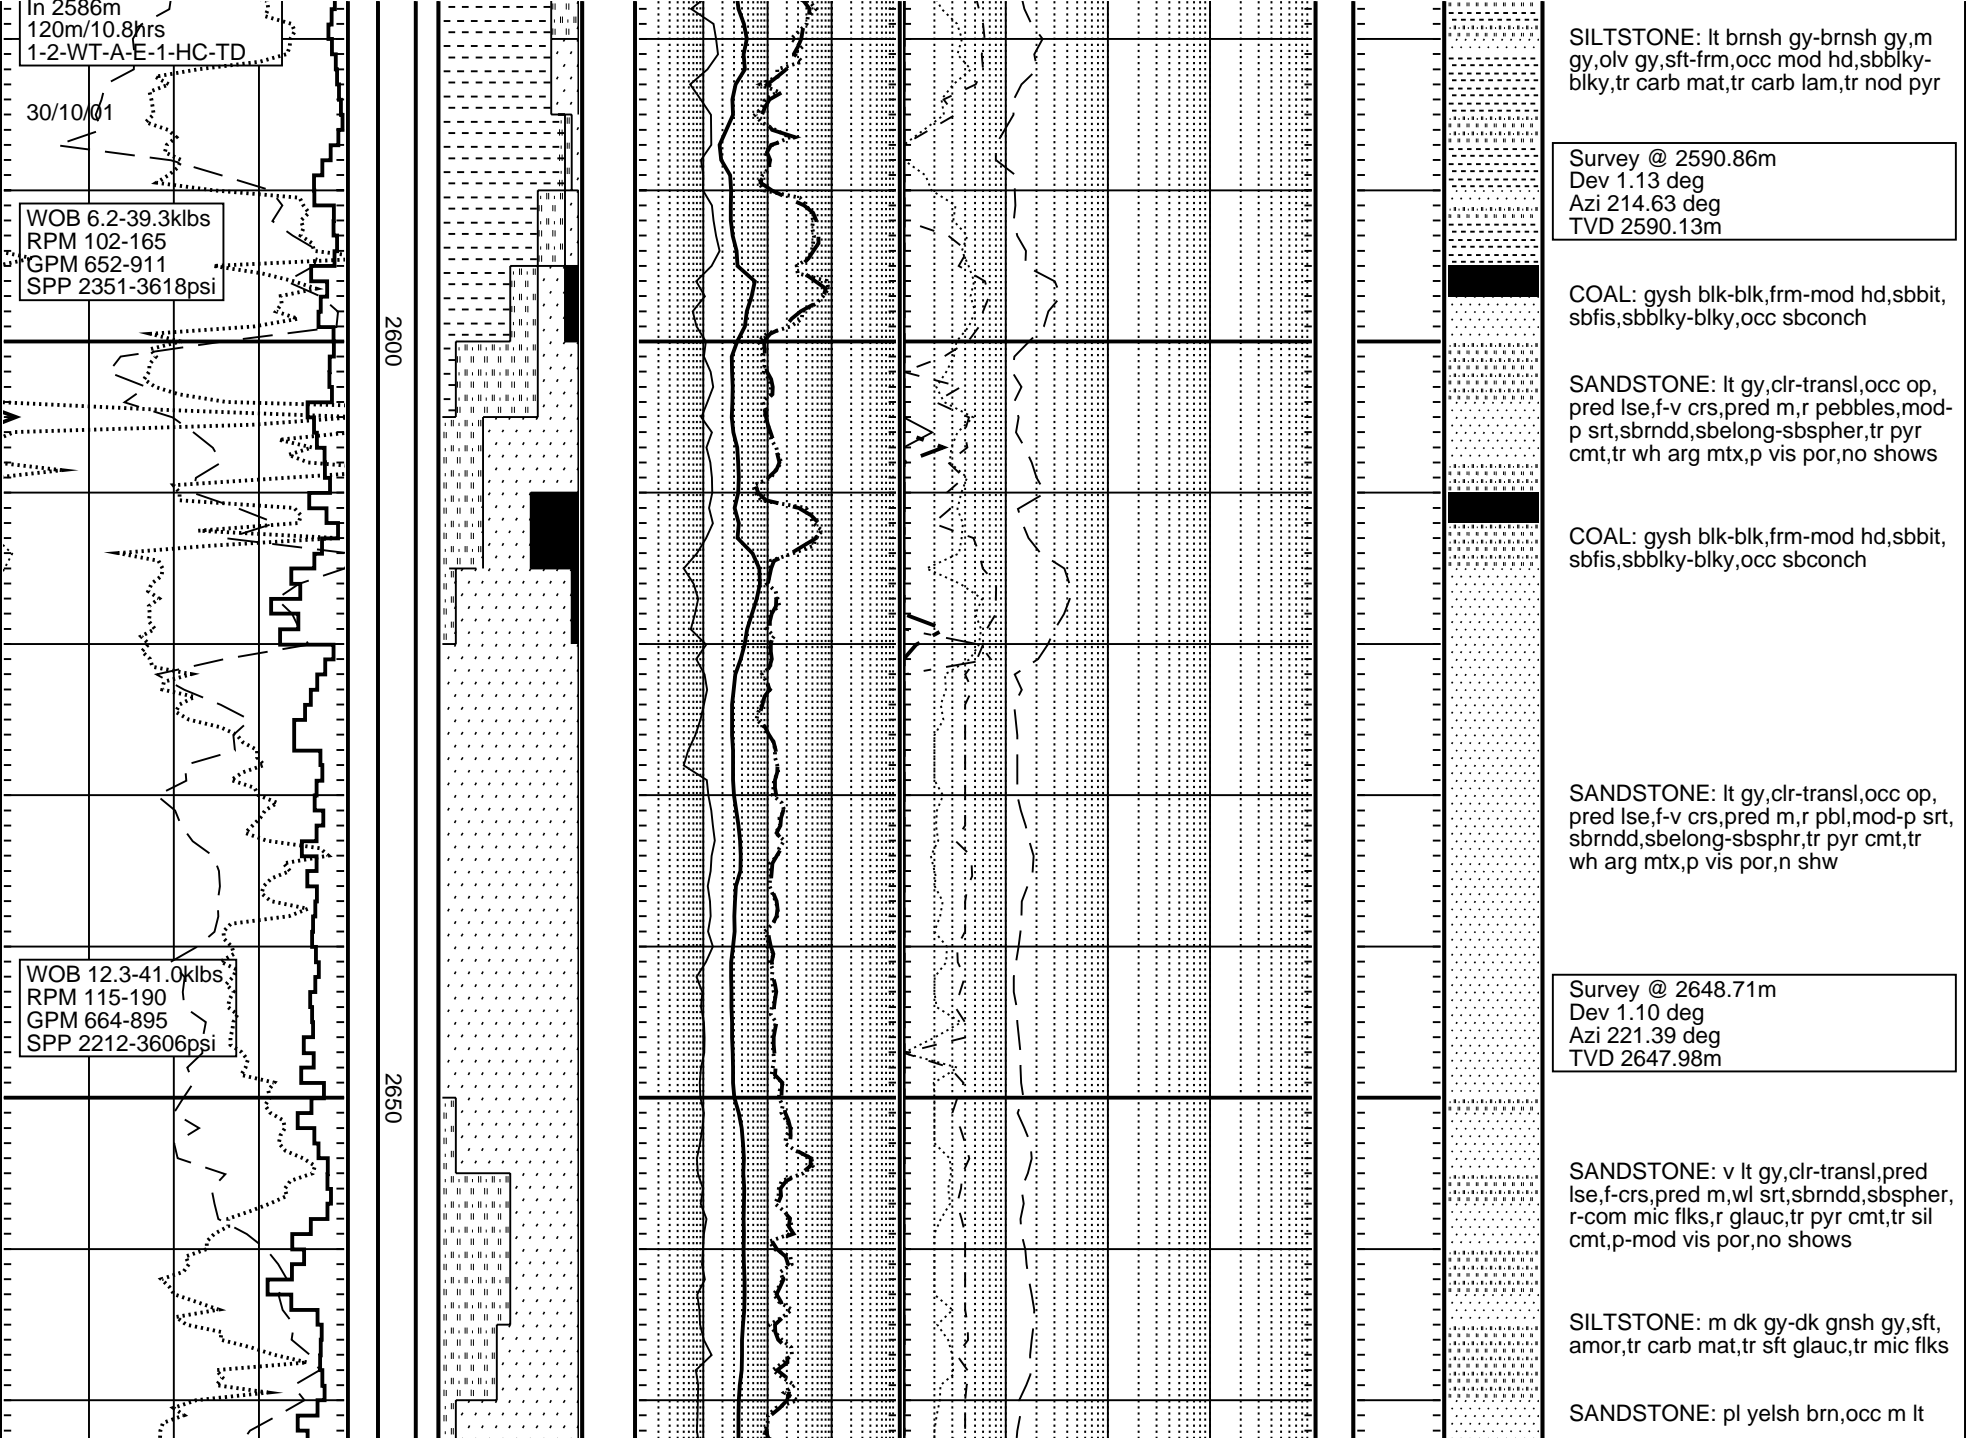 In 2586m
120m/10.8hrs
1-2-WT-A-E-1-HC-TD
30/10/01
WOB 6.2-39.3klbs
RPM 102-165
GPM 652-911
SPP 2351-3618psi
WOB 12.3-41.0klbs
RPM 115-190
GPM 664-895
SPP 2212-3606psi
2600
2650
SILTSTONE: lt brnsh gy-brnsh gy,m
gy,olv gy,sft-frm,occ mod hd,sbblky-
blky,tr carb mat,tr carb lam,tr nod pyr
Survey @ 2590.86m
Dev 1.13 deg
Azi 214.63 deg
TVD 2590.13m
COAL: gysh blk-blk,frm-mod hd,sbbit,
sbfis,sbblky-blky,occ sbconch
SANDSTONE: lt gy,clr-transl,occ op,
pred lse,f-v crs,pred m,r pebbles,mod-
p srt,sbrndd,sbelong-sbspher,tr pyr
cmt,tr wh arg mtx,p vis por,no shows
COAL: gysh blk-blk,frm-mod hd,sbbit,
sbfis,sbblky-blky,occ sbconch
SANDSTONE: lt gy,clr-transl,occ op,
pred lse,f-v crs,pred m,r pbl,mod-p srt,
sbrndd,sbelong-sbsphr,tr pyr cmt,tr
wh arg mtx,p vis por,n shw
Survey @ 2648.71m
Dev 1.10 deg
Azi 221.39 deg
TVD 2647.98m
SANDSTONE: v lt gy,clr-transl,pred
lse,f-crs,pred m,wl srt,sbrndd,sbspher,
r-com mic flks,r glauc,tr pyr cmt,tr sil
cmt,p-mod vis por,no shows
SILTSTONE: m dk gy-dk gnsh gy,sft,
amor,tr carb mat,tr sft glauc,tr mic flks
SANDSTONE: pl yelsh brn,occ m lt